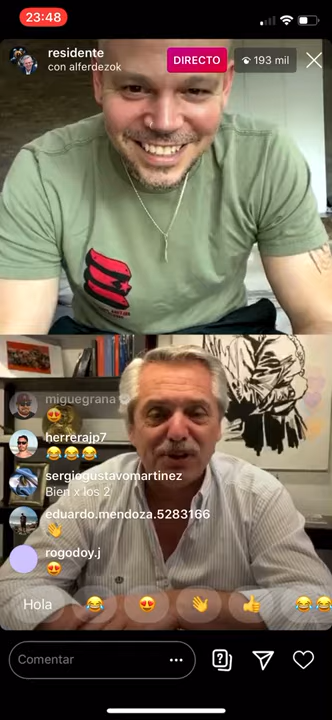 23:48
residente
con alferdezok
DIRECTO
193 mil
miguegrana
😍
herrerajp7
😂😂😂
sergiogustavomartinez
Bien x los 2
eduardo.mendoza.5283166
👋
rogodoy.j
😍
Hola 😂 😍 👋 👍 😂😂
Comentar